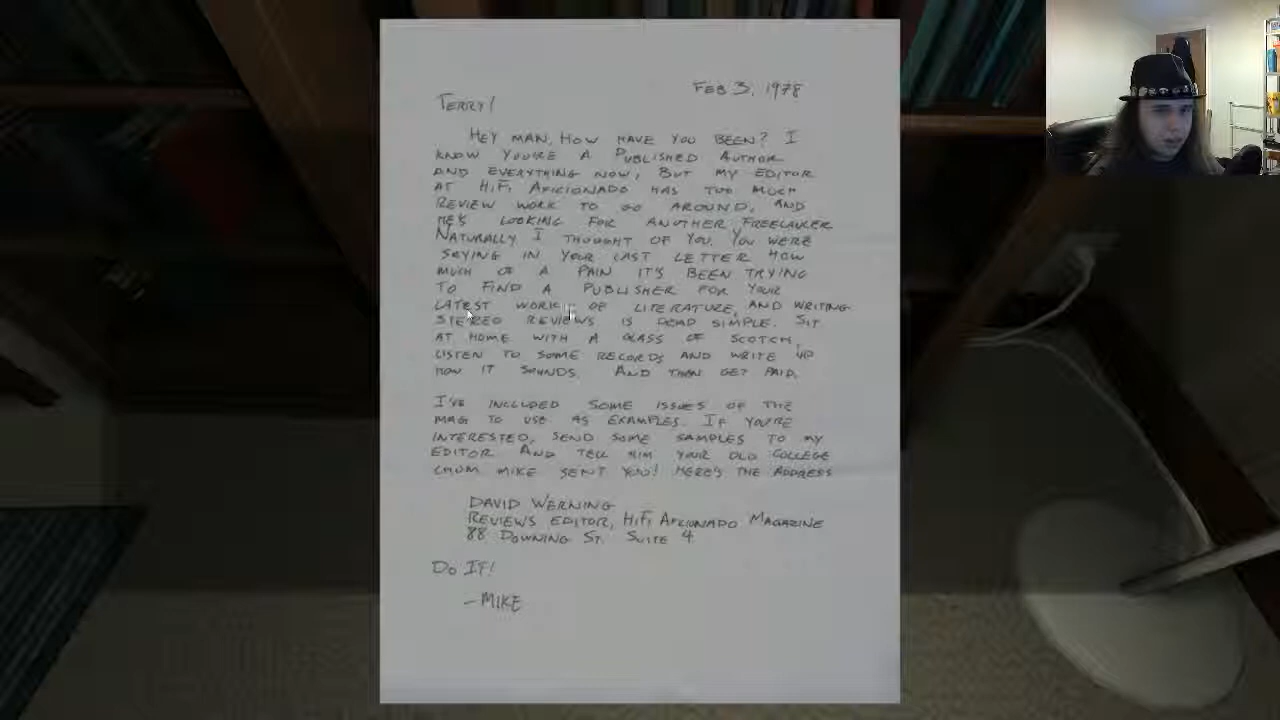 FEB 3, 1978
TERRY!
HEY MAN, HOW HAVE YOU BEEN? I
KNOW YOU'RE A PUBLISHED AUTHOR
AND EVERYTHING NOW, BUT MY EDITOR
AT HIFI AFICIONADO HAS TOO MUCH
REVIEW WORK TO GO AROUND, AND
HE'S LOOKING FOR ANOTHER FREELANCER
NATURALLY I THOUGHT OF YOU. YOU WERE
SAYING IN YOUR LAST LETTER HOW
MUCH OF A PAIN IT'S BEEN TRYING
TO FIND A PUBLISHER FOR YOUR
LATEST WORK OF LITERATURE, AND WRITING
STEREO REVIEWS IS DEAD SIMPLE. SIT
AT HOME WITH A GLASS OF SCOTCH,
LISTEN TO SOME RECORDS AND WRITE UP
HOW IT SOUNDS. AND THEN GET PAID.
I'VE INCLUDED SOME ISSUES OF THE
MAG TO USE AS EXAMPLES. IF YOU'RE
INTERESTED, SEND SOME SAMPLES TO MY
EDITOR AND TELL HIM YOUR OLD COLLEGE
CHUM MIKE SENT YOU! HERE'S THE ADDRESS
DAVID WERNING
REVIEWS EDITOR, HIFI AFICIONADO MAGAZINE
88 DOWNING ST. SUITE 4
DO IT!
- MIKE